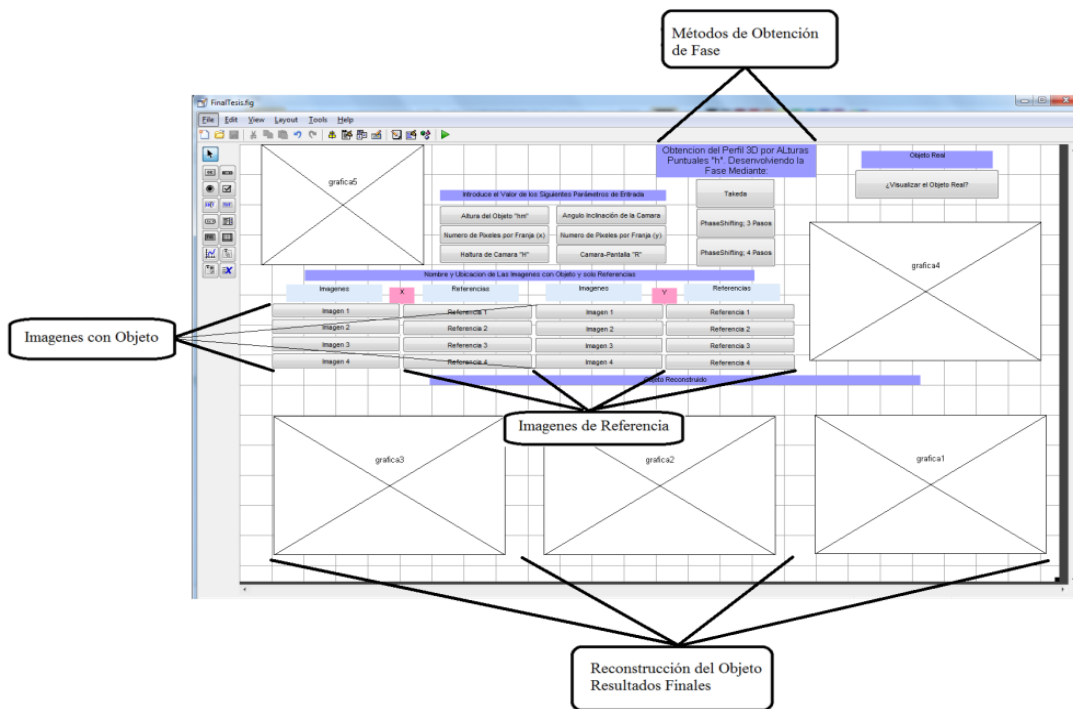 Métodos de Obtención
de Fase
FinalTesis.fig
File Edit View Layout Tools Help
grafica5
Obtencion del Perfil 3D por ALturas
Puntuales "h". Desenvolviendo la
Fase Mediante:
Objeto Real
¿Visualizar el Objeto Real?
Introduce el Valor de los Siguientes Parámetros de Entrada
Takeda
Altura del Objeto "hm" Angulo Inclinación de la Camara
Numero de Pixeles por Franja (x) Numero de Pixeles por Franja (y)
PhaseShifting; 3 Pasos
Haltura de Camara "H" Camara-Pantalla "R"
PhaseShifting; 4 Pasos
grafica4
Nombre y Ubicacion de Las Imagenes con Objeto y solo Referencias
Imagenes X Referencias Imagenes Y Referencias
Imagen 1 Referencia 1 Imagen 1 Referencia 1
Imagen 2 Referencia 2 Imagen 2 Referencia 2
Imagen 3 Referencia 3 Imagen 3 Referencia 3
Imagen 4 Referencia 4 Imagen 4 Referencia 4
Imagenes con Objeto
Objeto Reconstruido
Imagenes de Referencia
grafica3 grafica2 grafica1
Reconstrucción del Objeto
Resultados Finales